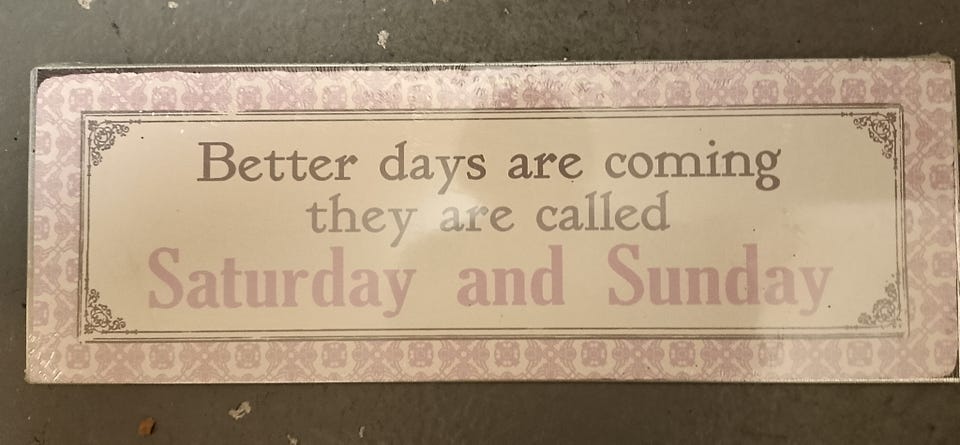 Better days are coming
they are called
Saturday and Sunday